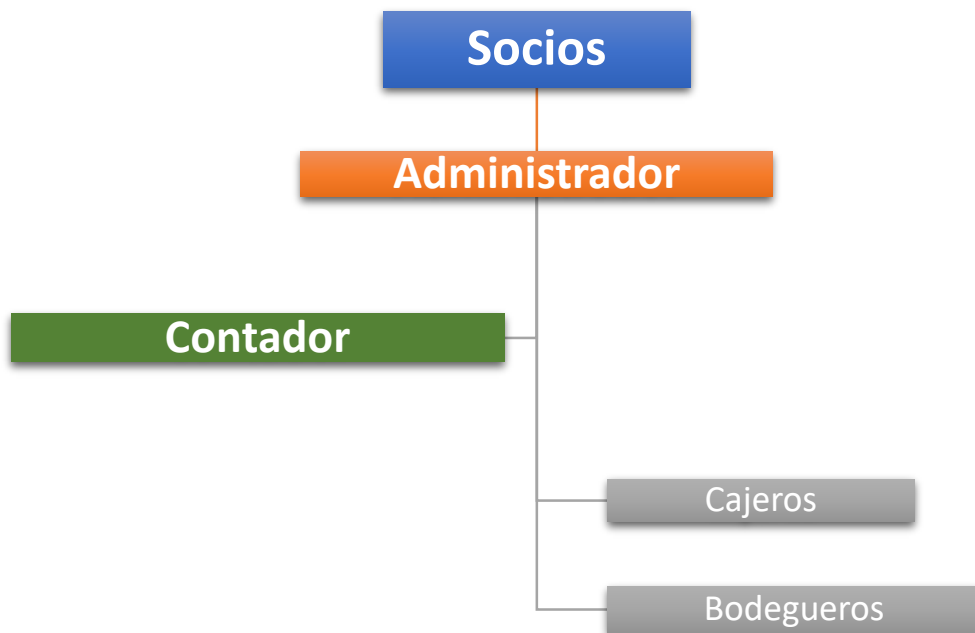 Socios
Administrador
Contador
Cajeros
Bodegueros